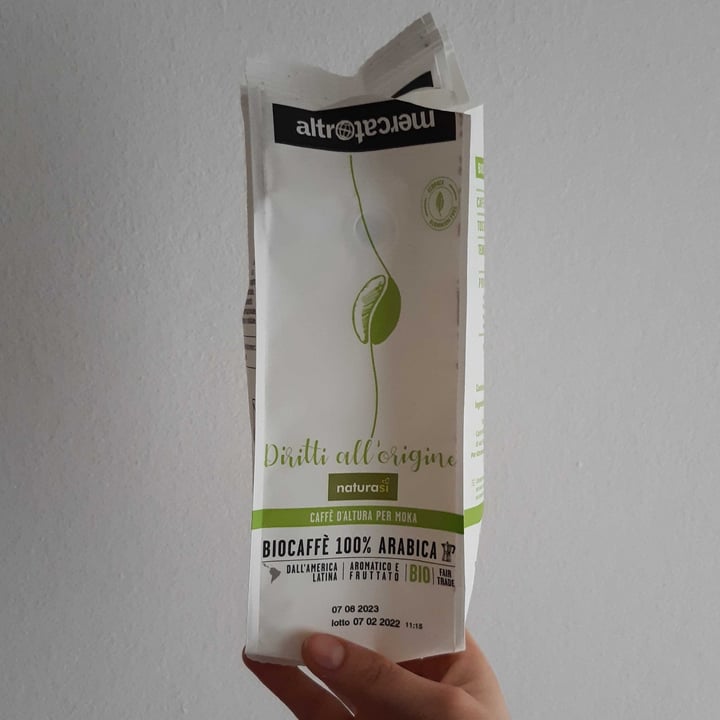 altromercato
Diritti all'origine
naturasì
CAFFÈ D'ALTURA PER MOKA
BIOCAFFÈ 100% ARABICA
DALL'AMERICA LATINA
AROMATICO E FRUTTATO
BIO
FAIR TRADE
07 08 2023
lotto 07 02 2022 11:15